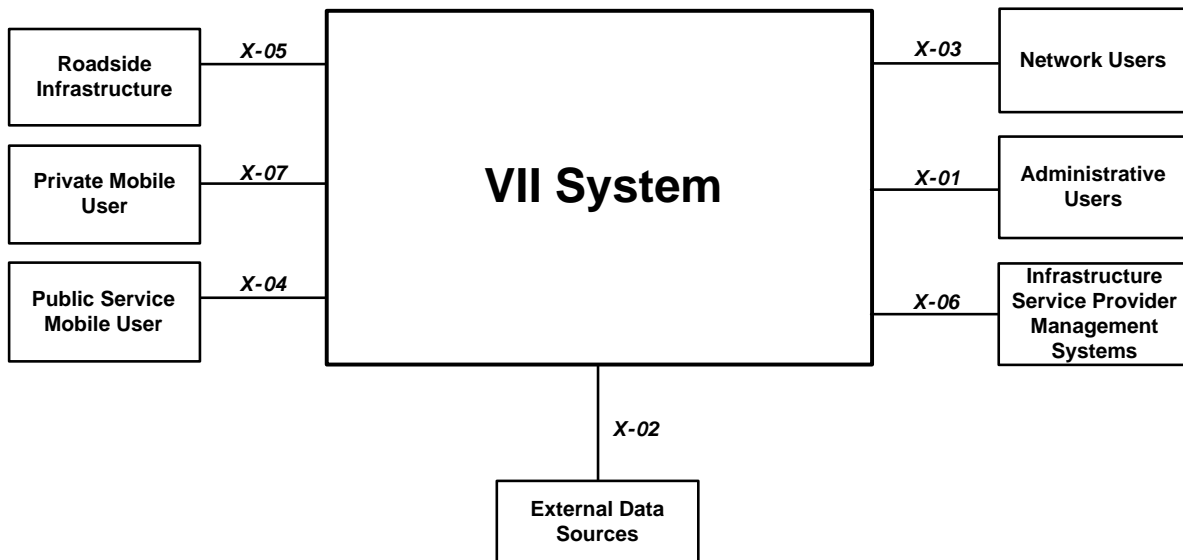 X-05
Roadside
Infrastructure
X-07
Private Mobile
User
X-04
Public Service
Mobile User
VII System
X-03
Network Users
X-01
Administrative
Users
X-06
Infrastructure
Service Provider
Management
Systems
X-02
External Data
Sources